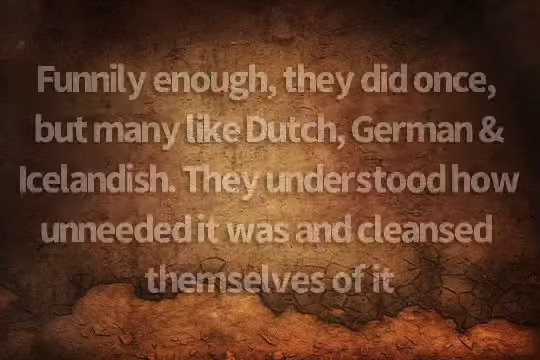 Funnily enough, they did once,
but many like Dutch, German &
Icelandish. They understood how
unneeded it was and cleansed
themselves of it